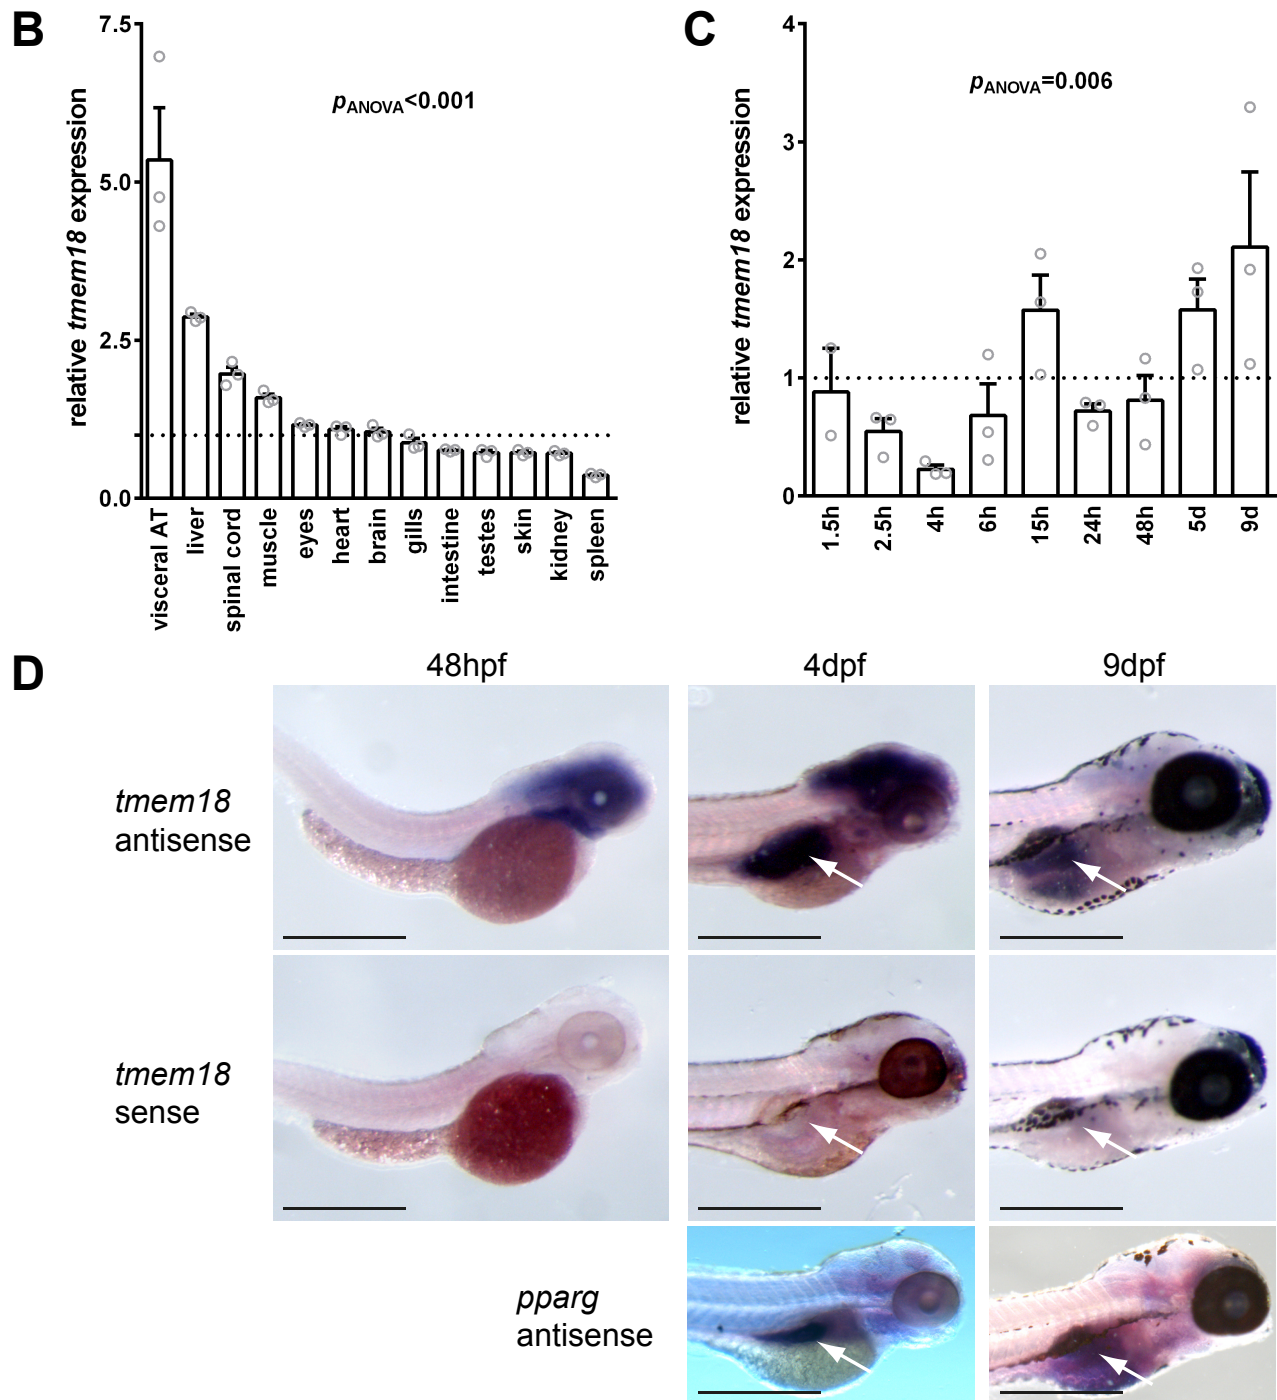 B
7.5
5.0
2.5
0.0
relative tmem18 expression
pANOVA<0.001
visceral AT
liver
spinal cord
muscle
eyes
heart
brain
gills
intestine
testes
skin
kidney
spleen
C
4
3
2
1
0
relative tmem18 expression
pANOVA=0.006
1.5h
2.5h
4h
6h
15h
24h
48h
5d
9d
D
48hpf
4dpf
9dpf
tmem18
antisense
tmem18
sense
pparg
antisense